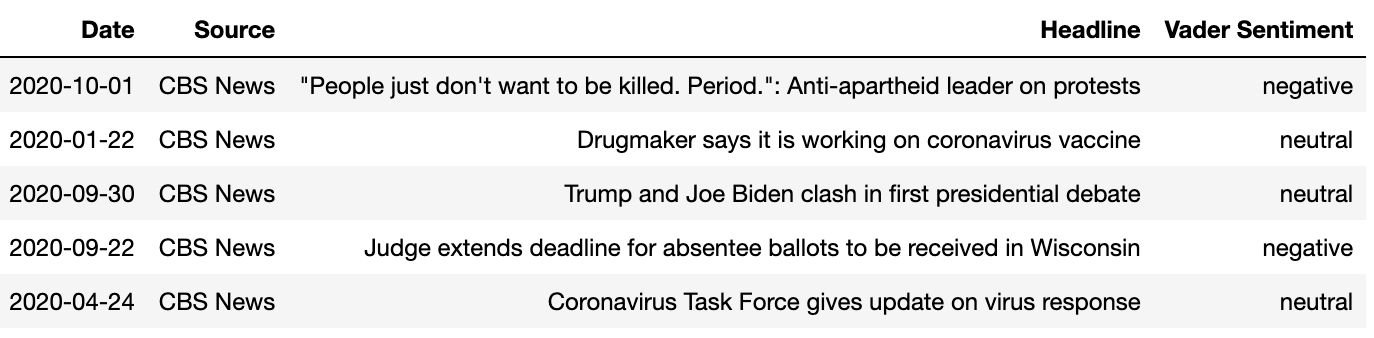 Date Source Headline Vader Sentiment
2020-10-01 CBS News "People just don't want to be killed. Period.": Anti-apartheid leader on protests negative
2020-01-22 CBS News Drugmaker says it is working on coronavirus vaccine neutral
2020-09-30 CBS News Trump and Joe Biden clash in first presidential debate neutral
2020-09-22 CBS News Judge extends deadline for absentee ballots to be received in Wisconsin negative
2020-04-24 CBS News Coronavirus Task Force gives update on virus response neutral